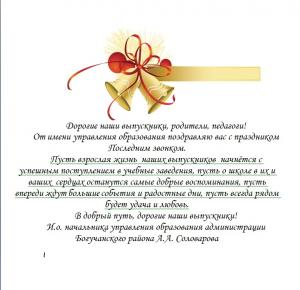 Дорогие наши выпускники, родители, педагоги!
От имени управления образования поздравляю вас с праздником
Последним звонком.
Пусть взрослая жизнь наших выпускников начнётся с
успешным поступлением в учебные заведения, пусть о школе в их и
ваших сердцах останутся самые добрые воспоминания, пусть
впереди ждут большие события и радостные дни, пусть всегда рядом
будет удача и любовь.
В добрый путь, дорогие наши выпускники!
И.о. начальника управления образования администрации
Богучанского района А.А. Соловарова